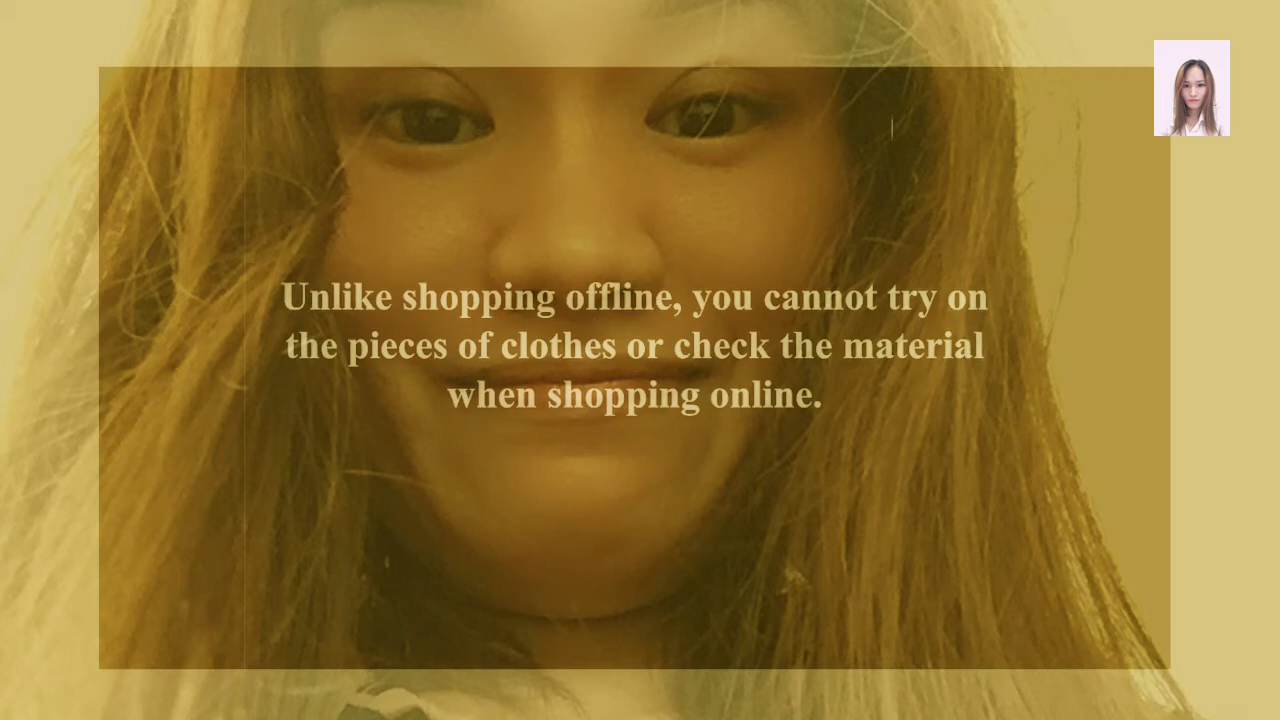 Unlike shopping offline, you cannot try on
the pieces of clothes or check the material
when shopping online.